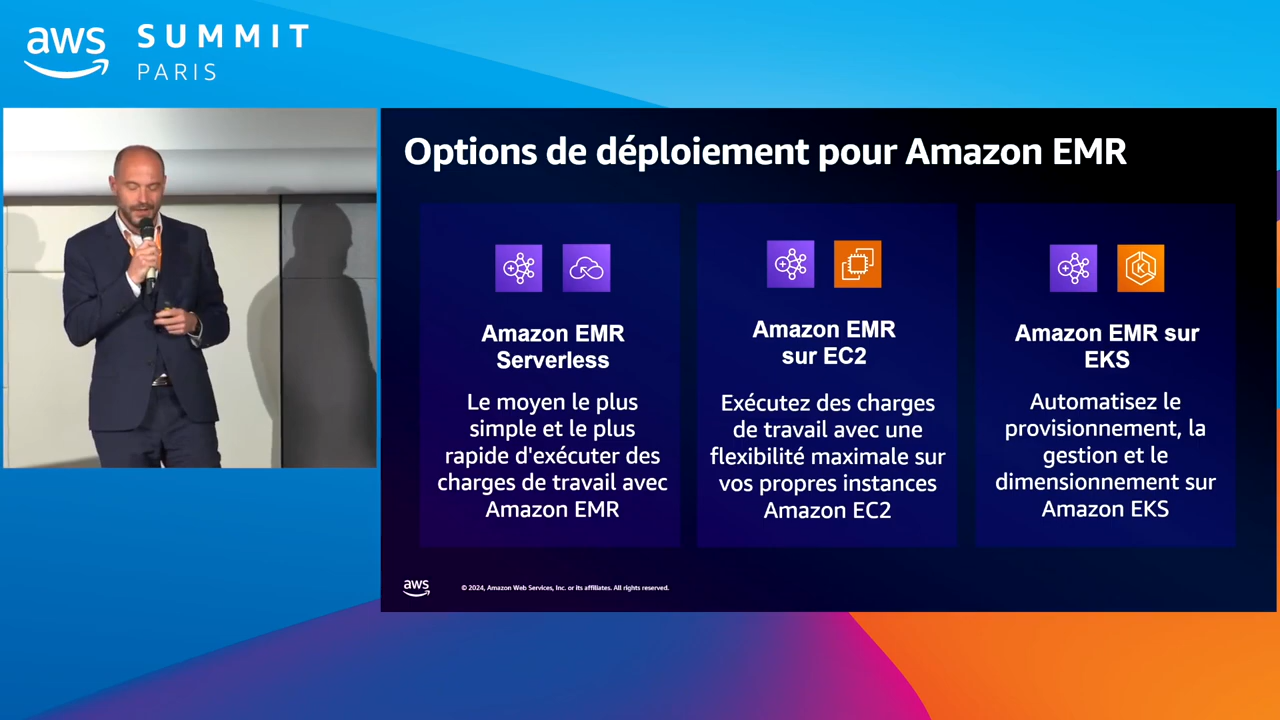 aws SUMMIT
PARIS
Options de déploiement pour Amazon EMR
Amazon EMR
Serverless
Le moyen le plus
simple et le plus
rapide d'exécuter des
charges de travail avec
Amazon EMR
Amazon EMR
sur EC2
Exécutez des charges
de travail avec une
flexibilité maximale sur
vos propres instances
Amazon EC2
Amazon EMR sur
EKS
Automatisez le
provisionnement, la
gestion et le
dimensionnement sur
Amazon EKS
aws
© 2024, Amazon Web Services, Inc. or its affiliates. All rights reserved.